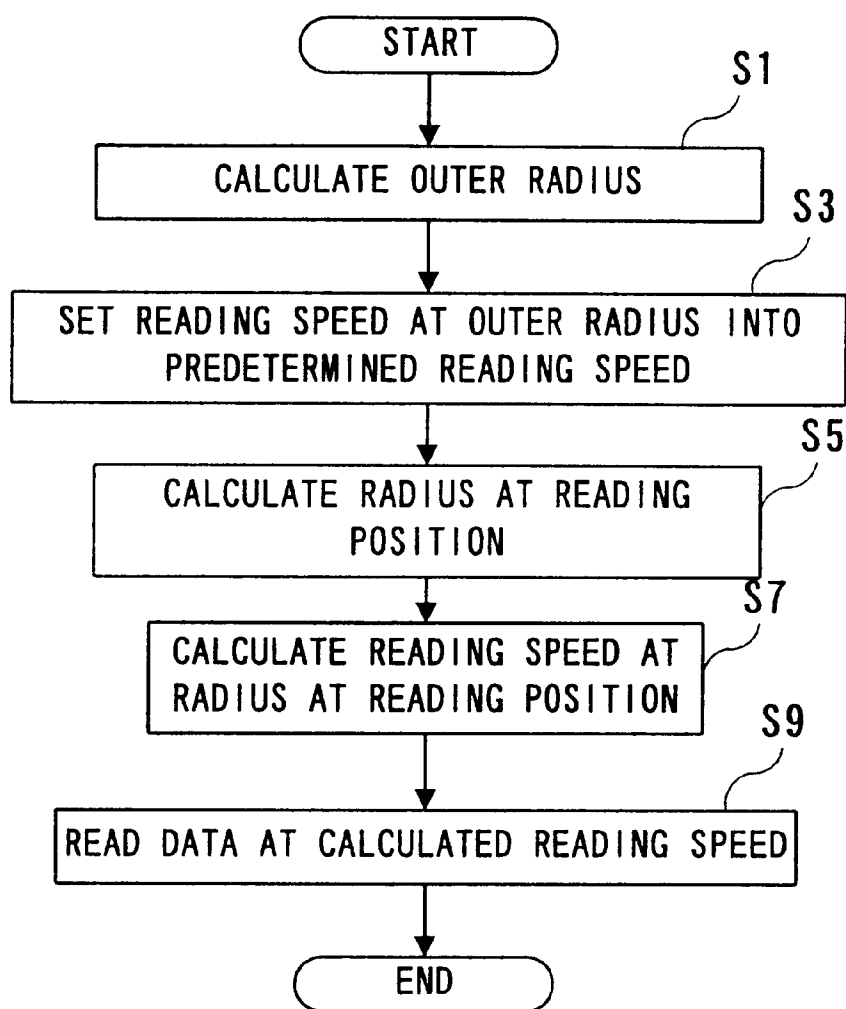 START
S1
CALCULATE OUTER RADIUS
S3
SET READING SPEED AT OUTER RADIUS INTO
PREDETERMINED READING SPEED
S5
CALCULATE RADIUS AT READING
POSITION
S7
CALCULATE READING SPEED AT
RADIUS AT READING POSITION
S9
READ DATA AT CALCULATED READING SPEED
END